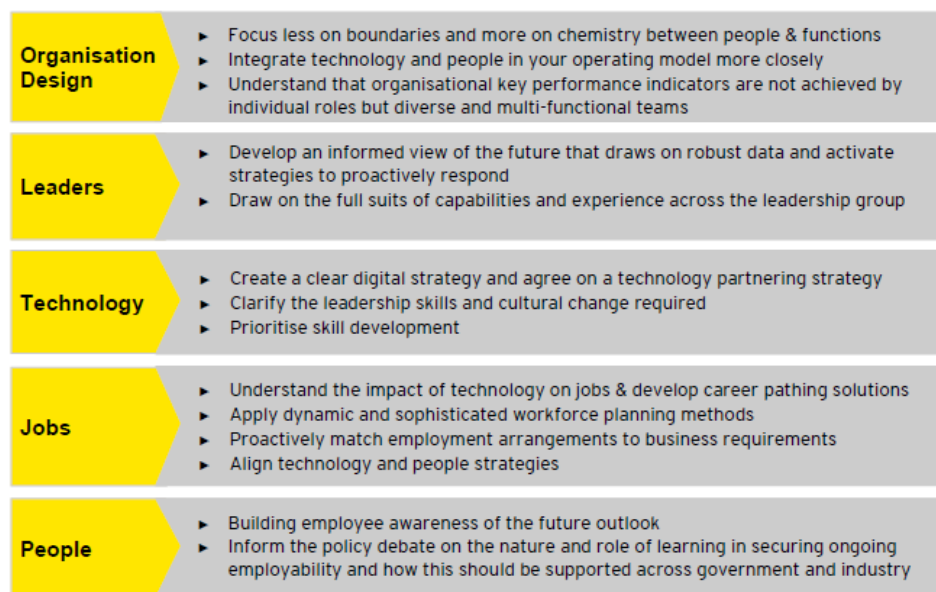 Organisation
Design
► Focus less on boundaries and more on chemistry between people & functions
► Integrate technology and people in your operating model more closely
► Understand that organisational key performance indicators are not achieved by
individual roles but diverse and multi-functional teams
Leaders
► Develop an informed view of the future that draws on robust data and activate
strategies to proactively respond
► Draw on the full suits of capabilities and experience across the leadership group
Technology
► Create a clear digital strategy and agree on a technology partnering strategy
► Clarify the leadership skills and cultural change required
► Prioritise skill development
Jobs
► Understand the impact of technology on jobs & develop career pathing solutions
► Apply dynamic and sophisticated workforce planning methods
► Proactively match employment arrangements to business requirements
► Align technology and people strategies
People
► Building employee awareness of the future outlook
► Inform the policy debate on the nature and role of learning in securing ongoing
employability and how this should be supported across government and industry